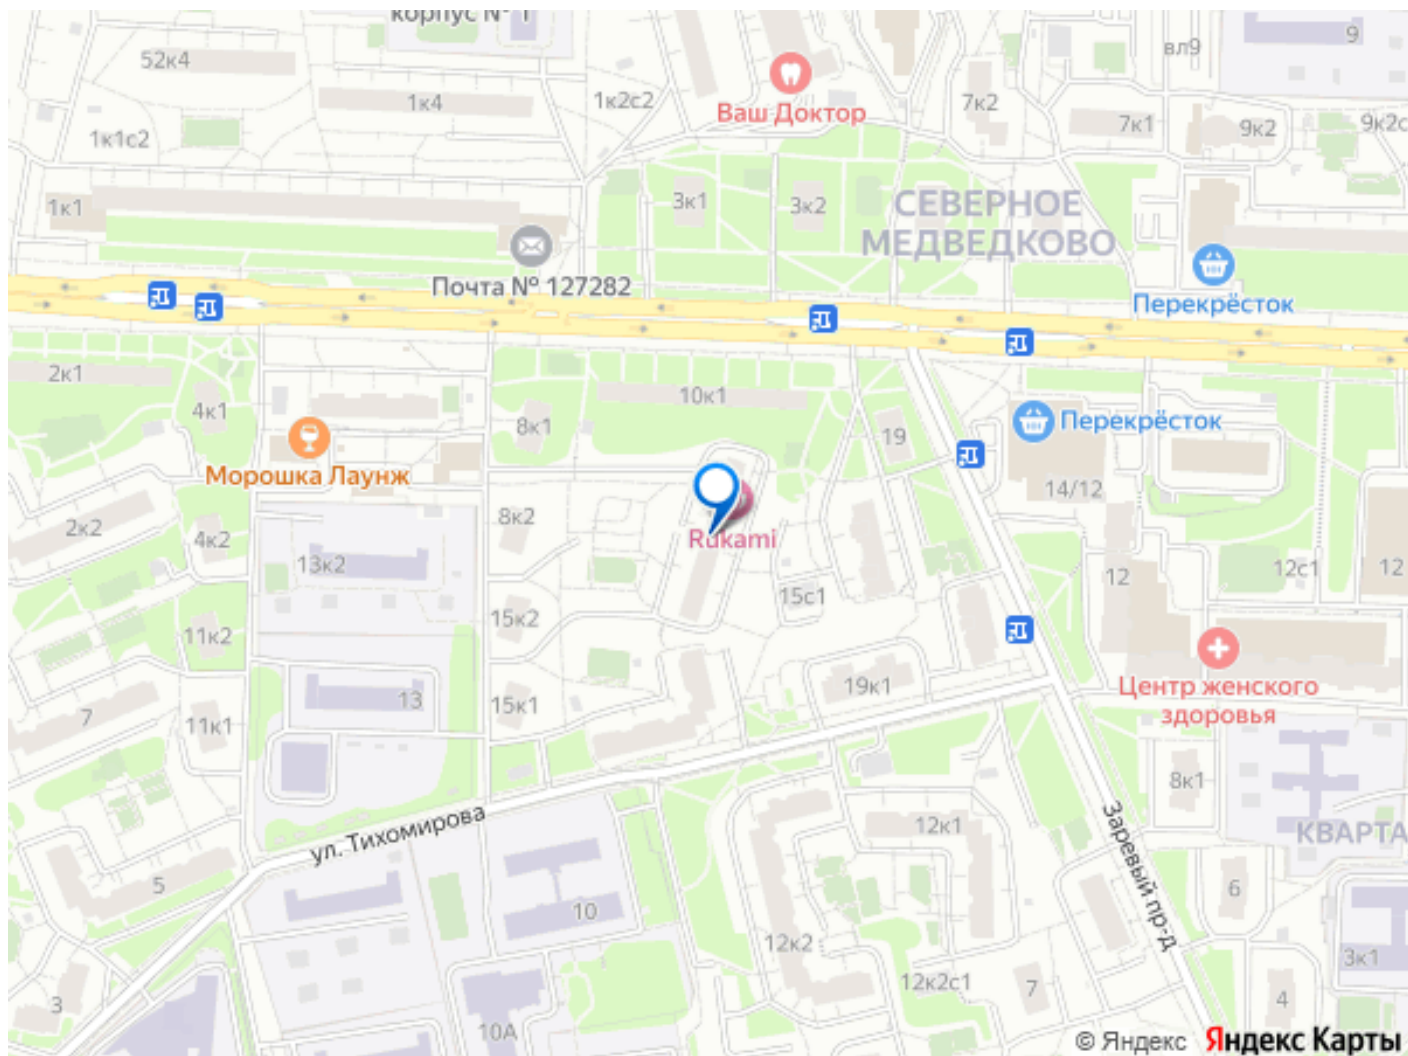 корпус № 1
52к4
1к4
1к2с2
1к1с2
Ваш Доктор
7к2
вл9
9
7к1
9к2
9к2с
1к1
3к1
3к2
СЕВЕРНОЕ
МЕДВЕДКОВО
Почта № 127282
Перекрёсток
2к1
4к1
Морошка Лаунж
8к1
10к1
19
Перекрёсток
14/12
2к2
4к2
13к2
8к2
Rukami
15с1
12
12с1
12
11к2
15к2
7
11к1
13
15к1
19к1
Центр женского
здоровья
8к1
ул. Тихомирова
12к1
Заревый пр-д
КВАРТА
5
10
6
12к2
3к1
3
10А
12к2с1
7
4
© Яндекс Яндекс Карты